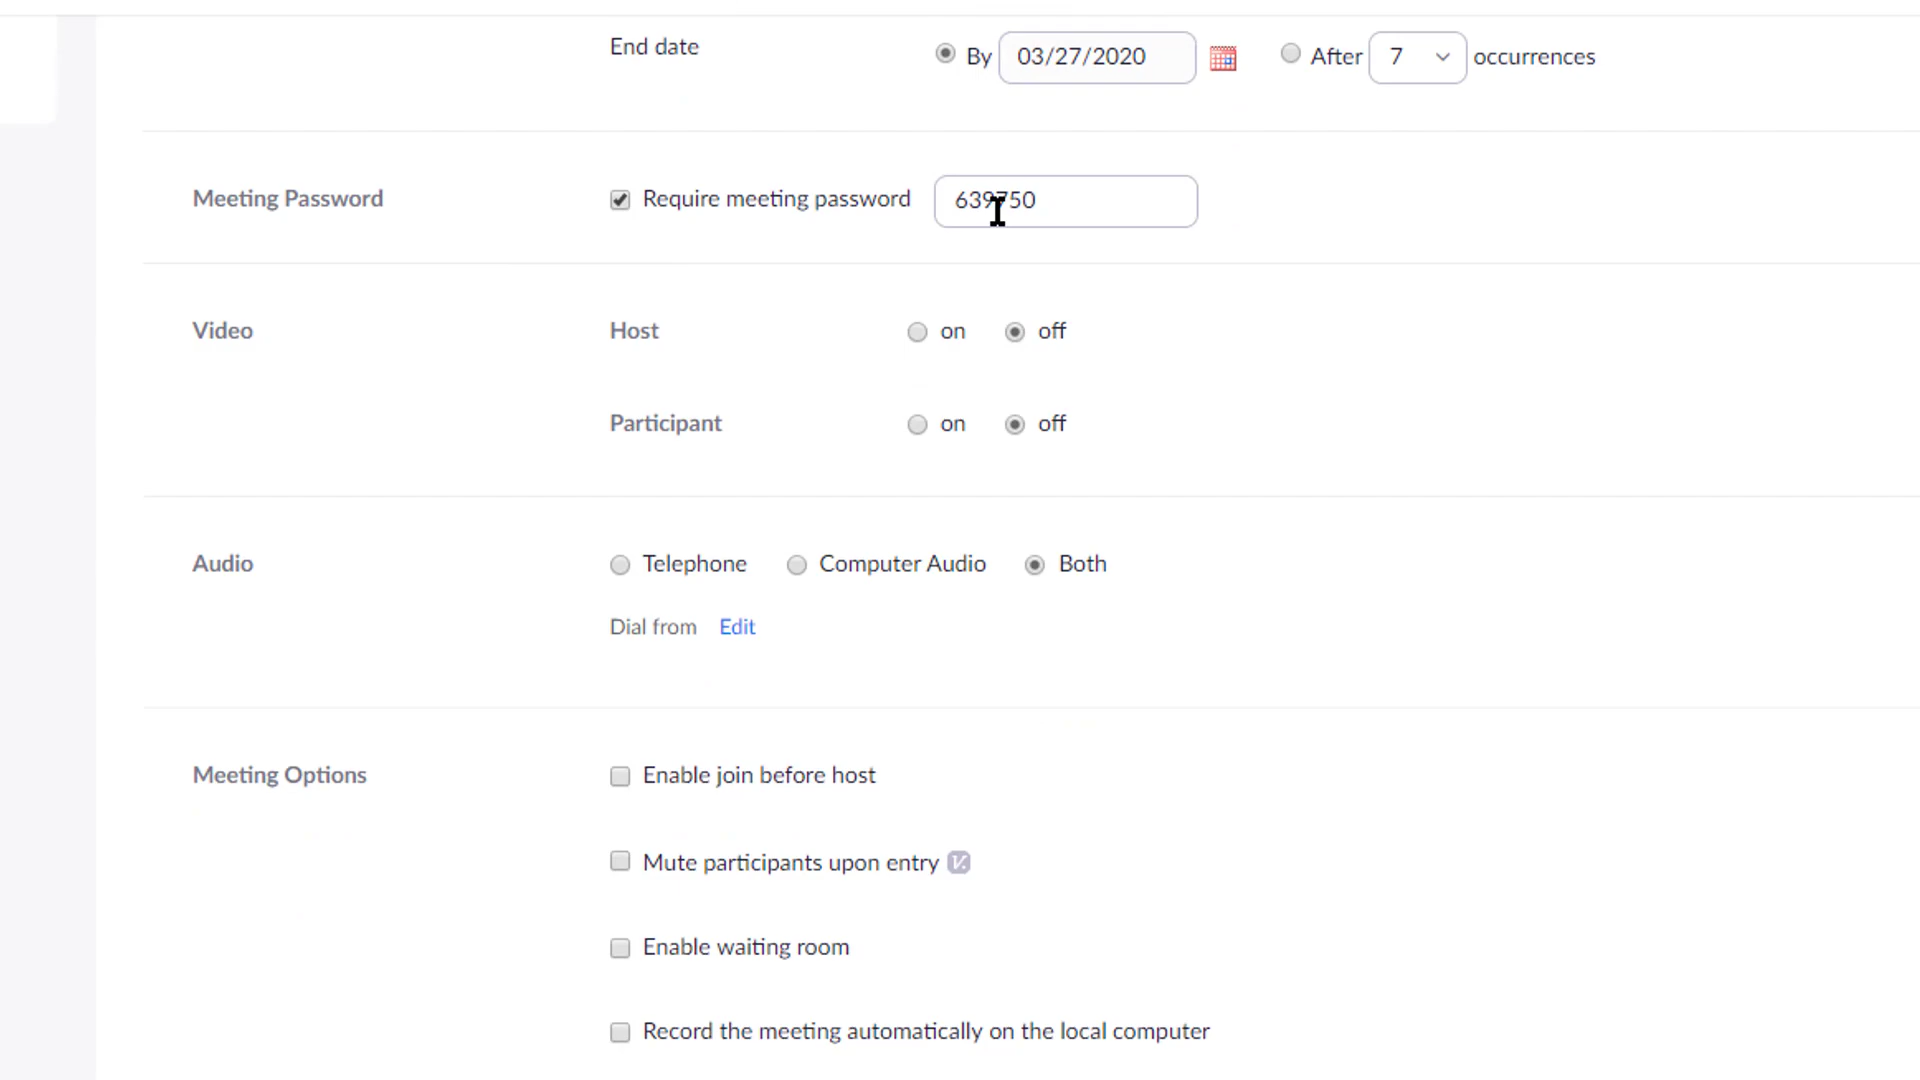 End date By 03/27/2020 After 7 occurrences
Meeting Password Require meeting password 639750
Video Host on off
Participant on off
Audio Telephone Computer Audio Both
Dial from Edit
Meeting Options Enable join before host
Mute participants upon entry
Enable waiting room
Record the meeting automatically on the local computer